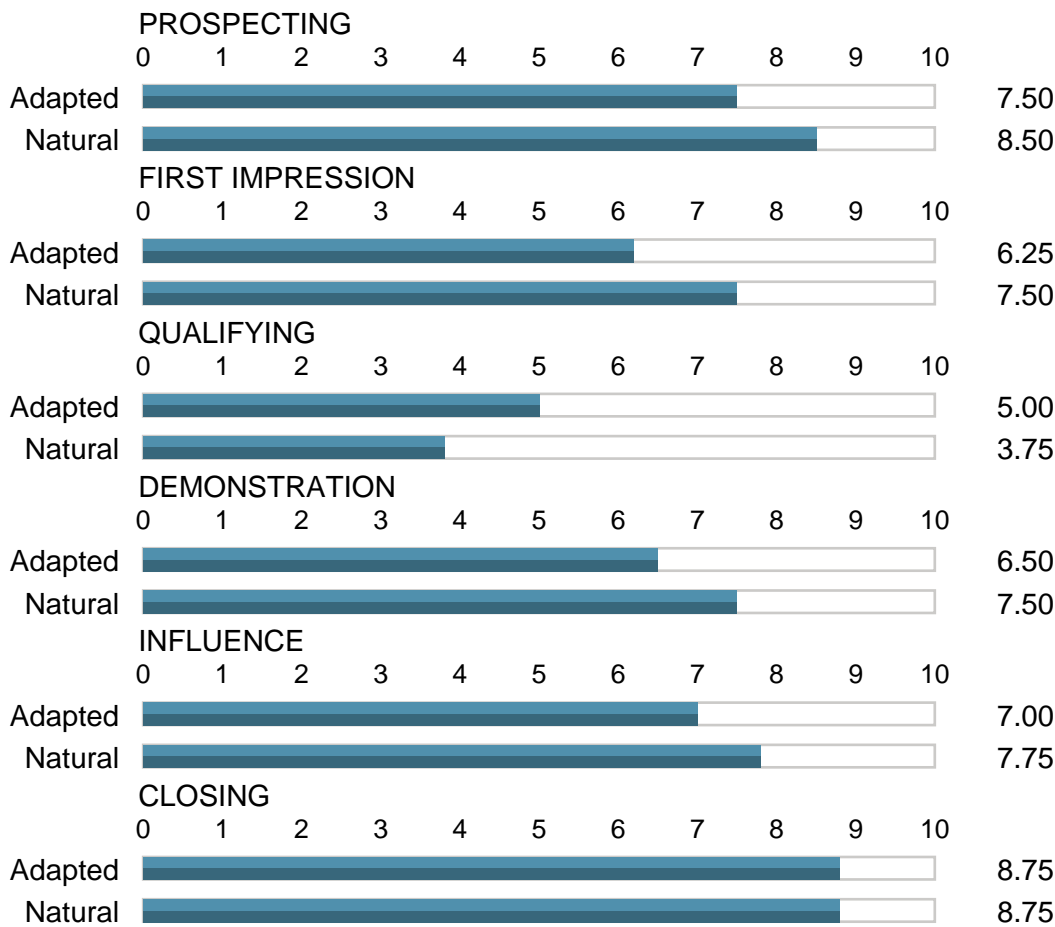 PROSPECTING
0 1 2 3 4 5 6 7 8 9 10
Adapted 7.50
Natural 8.50
FIRST IMPRESSION
0 1 2 3 4 5 6 7 8 9 10
Adapted 6.25
Natural 7.50
QUALIFYING
0 1 2 3 4 5 6 7 8 9 10
Adapted 5.00
Natural 3.75
DEMONSTRATION
0 1 2 3 4 5 6 7 8 9 10
Adapted 6.50
Natural 7.50
INFLUENCE
0 1 2 3 4 5 6 7 8 9 10
Adapted 7.00
Natural 7.75
CLOSING
0 1 2 3 4 5 6 7 8 9 10
Adapted 8.75
Natural 8.75